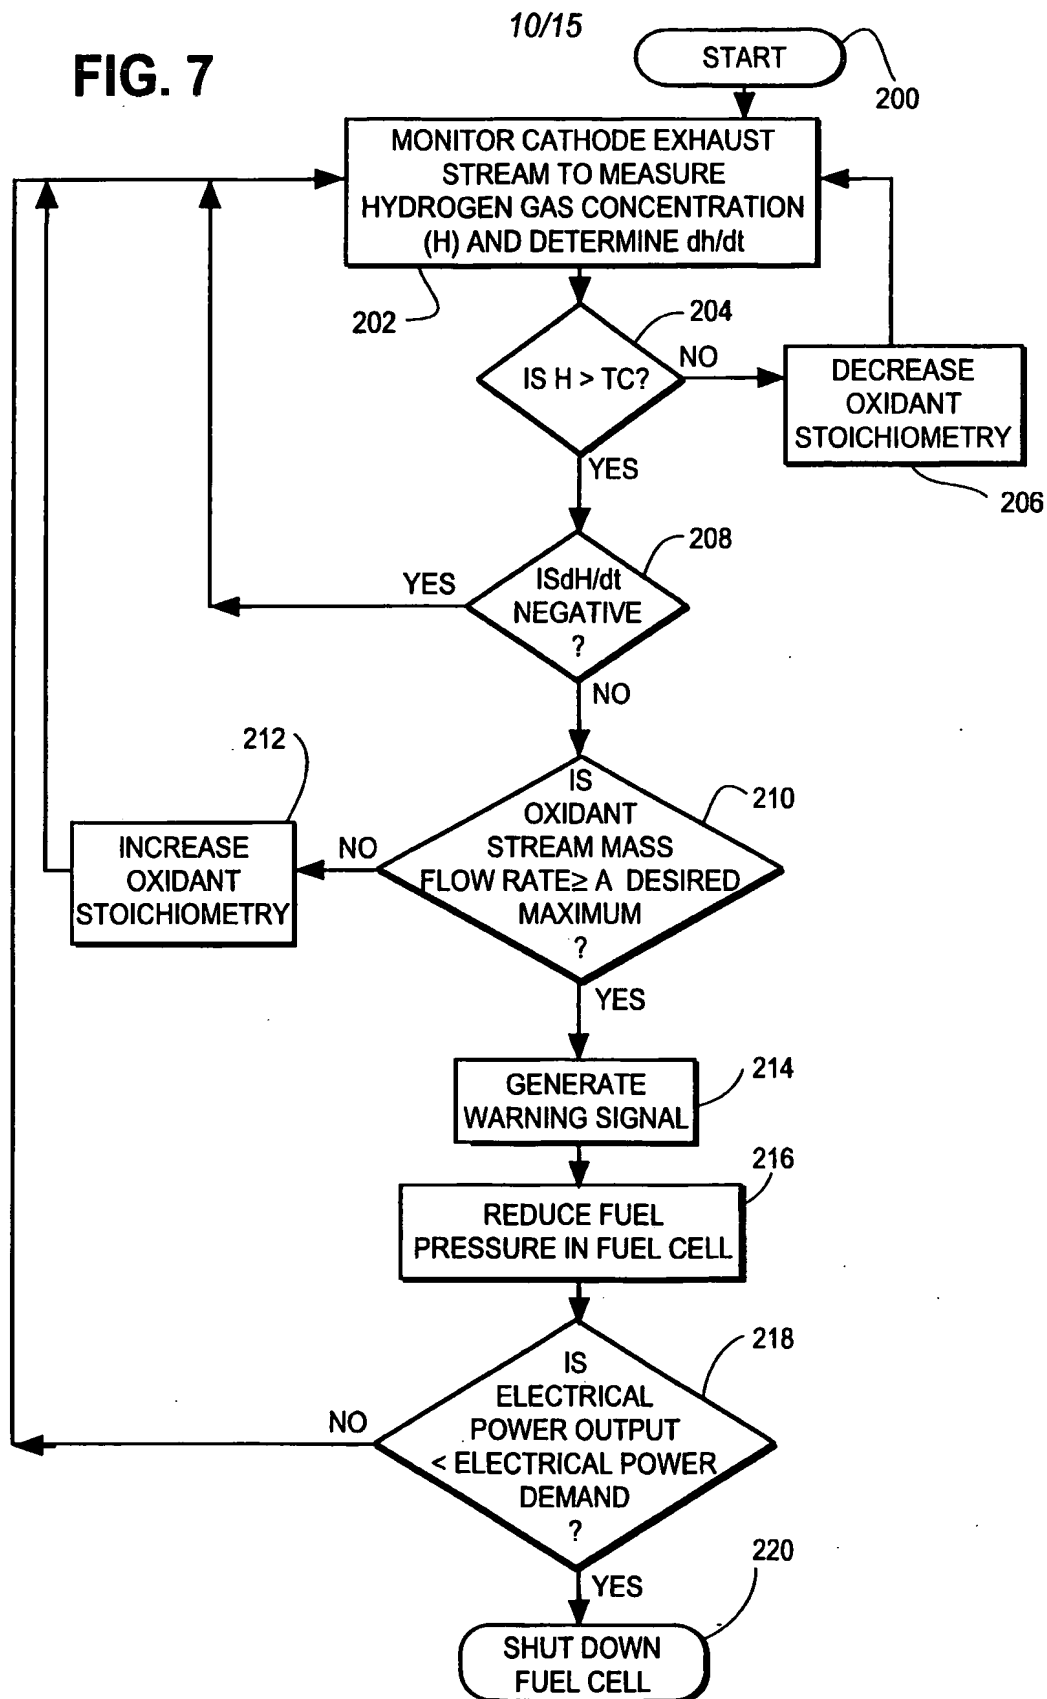 10/15
FIG. 7
START
200
MONITOR CATHODE EXHAUST
STREAM TO MEASURE
HYDROGEN GAS CONCENTRATION
(H) AND DETERMINE dh/dt
202
204
IS H > TC?
NO
DECREASE
OXIDANT
STOICHIOMETRY
206
YES
208
ISdH/dt
NEGATIVE
?
YES
NO
212
IS
OXIDANT
STREAM MASS
FLOW RATE≥ A DESIRED
MAXIMUM
?
210
NO
INCREASE
OXIDANT
STOICHIOMETRY
YES
GENERATE
WARNING SIGNAL
214
216
REDUCE FUEL
PRESSURE IN FUEL CELL
218
IS
ELECTRICAL
POWER OUTPUT
< ELECTRICAL POWER
DEMAND
?
NO
YES
220
SHUT DOWN
FUEL CELL